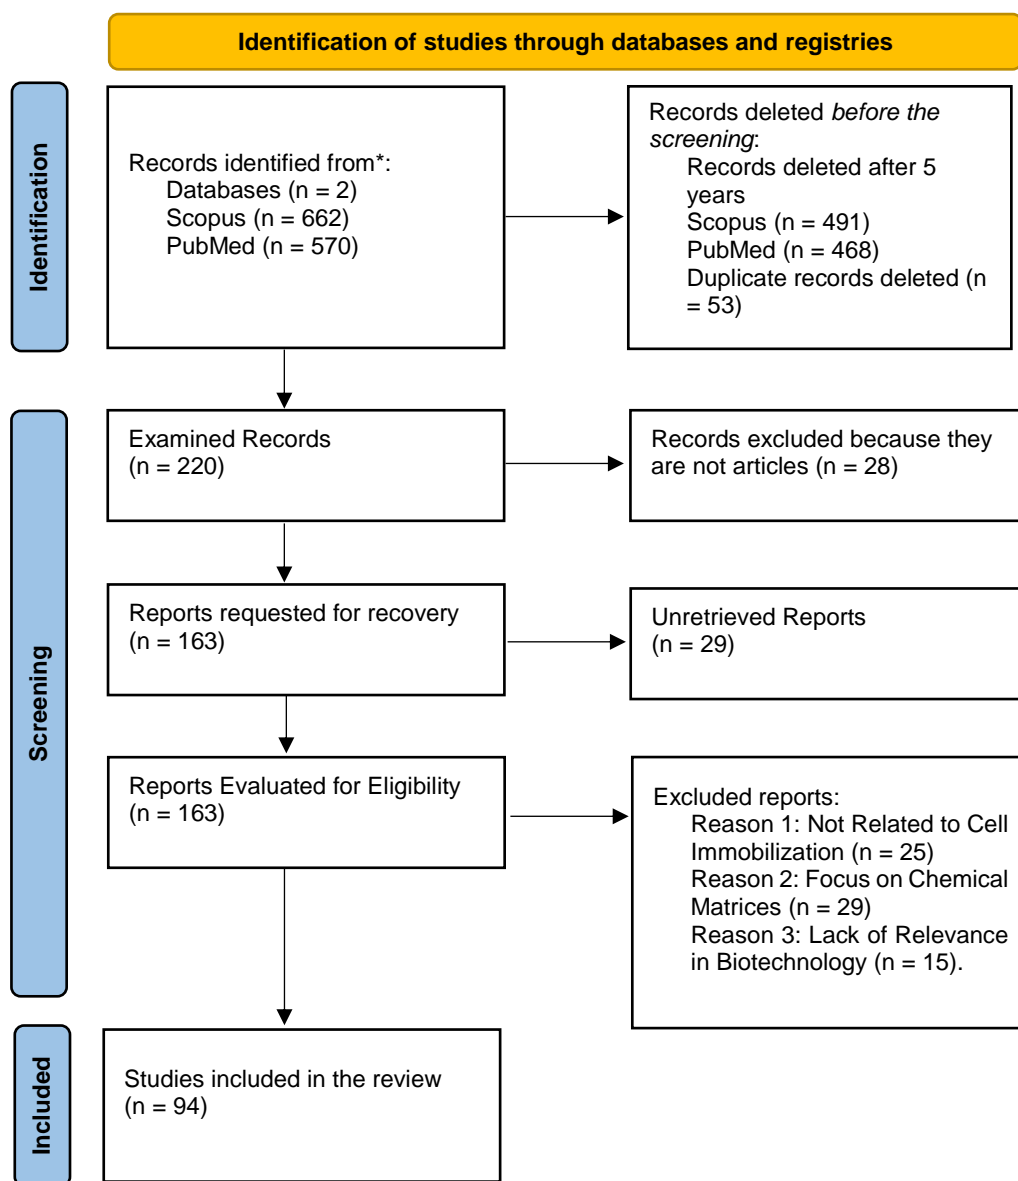 Identification of studies through databases and registries
Identification
Records identified from*:
Databases (n = 2)
Scopus (n = 662)
PubMed (n = 570)
Records deleted before the
screening:
Records deleted after 5
years
Scopus (n = 491)
PubMed (n = 468)
Duplicate records deleted (n
= 53)
Screening
Examined Records
(n = 220)
Records excluded because they
are not articles (n = 28)
Reports requested for recovery
(n = 163)
Unretrieved Reports
(n = 29)
Reports Evaluated for Eligibility
(n = 163)
Excluded reports:
Reason 1: Not Related to Cell
Immobilization (n = 25)
Reason 2: Focus on Chemical
Matrices (n = 29)
Reason 3: Lack of Relevance
in Biotechnology (n = 15).
Included
Studies included in the review
(n = 94)